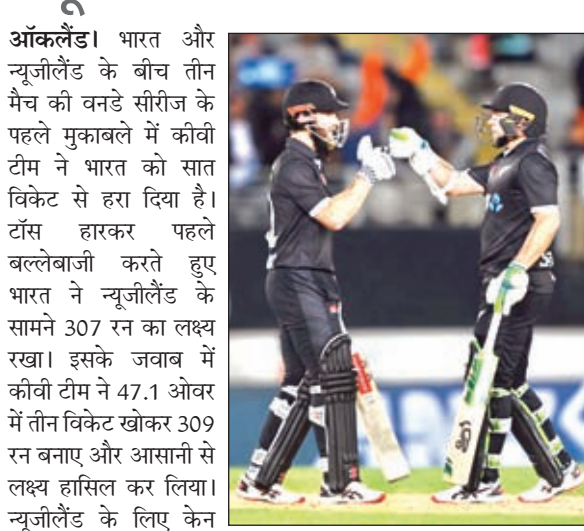 ऑकलैंड। भारत और
न्यूजीलैंड के बीच तीन
मैच की वनडे सीरीज के
पहले मुकाबले में कीवी
टीम ने भारत को सात
विकेट से हरा दिया है।
टॉस हारकर पहले
बल्लेबाजी करते हुए
भारत ने न्यूजीलैंड के
सामने 307 रन का लक्ष्य
रखा। इसके जवाब में
कीवी टीम ने 47.1 ओवर
में तीन विकेट खोकर 309
रन बनाए और आसानी से
लक्ष्य हासिल कर लिया।
न्यूजीलैंड के लिए केन